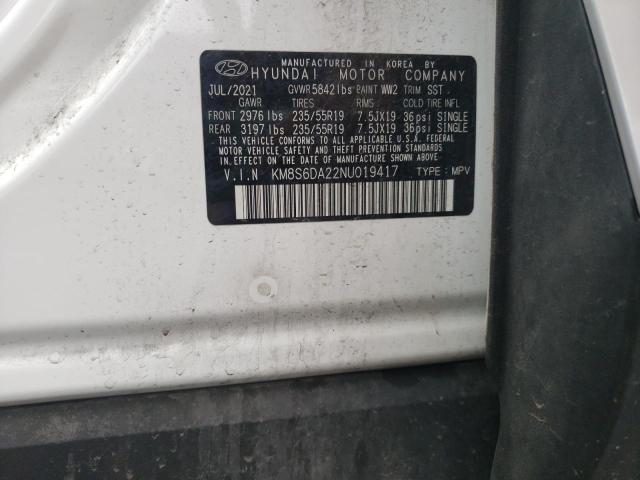 MANUFACTURED IN KOREA BY
HYUNDAI MOTOR COMPANY
JUL/2021 GVWR 5842 lbs PAINT WW2 TRIM SST
GAWR TIRES RIMS COLD TIRE INFL
FRONT 2976 lbs 235/55R19 7.5JX19 36psi SINGLE
REAR 3197 lbs 235/55R19 7.5JX19 36psi SINGLE
THIS VEHICLE CONFORMS TO ALL APPLICABLE U.S.A. FEDERAL
MOTOR VEHICLE SAFETY, BUMPER, AND THEFT PREVENTION STANDARDS
IN EFFECT ON THE DATE OF MANUFACTURE SHOWN ABOVE.
V.I.N KM8S6DA22NU019417 TYPE : MPV